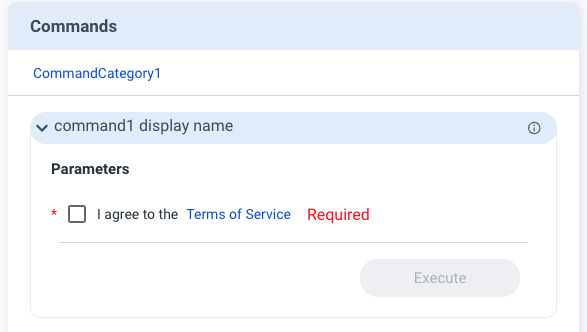 Commands
CommandCategory1
command1 display name
Parameters
* I agree to the Terms of Service Required
Execute